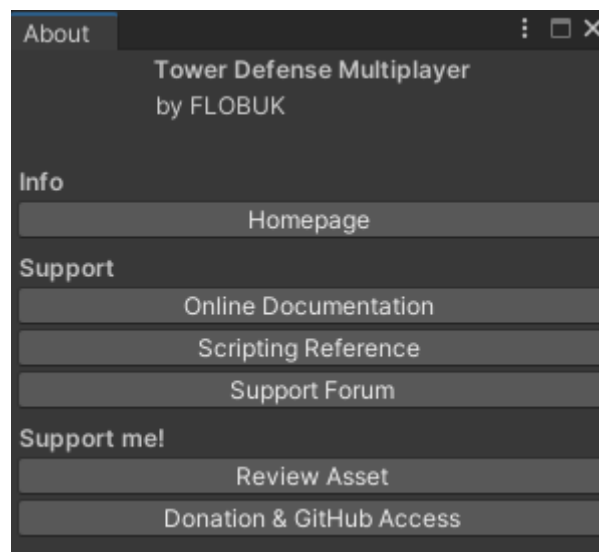 About
Tower Defense Multiplayer
by FLOBUK
Info
Homepage
Support
Online Documentation
Scripting Reference
Support Forum
Support me!
Review Asset
Donation & GitHub Access